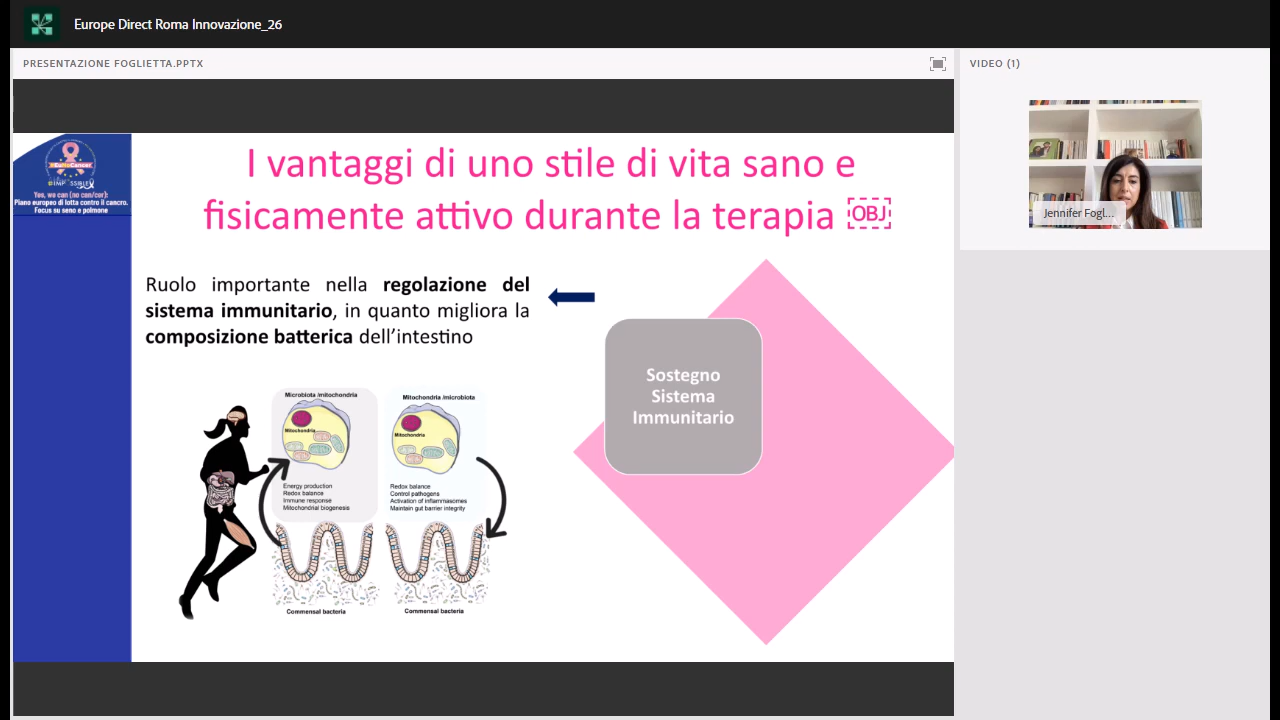 Europe Direct Roma Innovazione_26
PRESENTAZIONE FOGLIETTA.PPTX
VIDEO (1)
Jennifer Fogl...
#EuNoCancer
Yes, we can (no can/cer):
Piano europeo di lotta contro il cancro.
Focus su seno e polmone
I vantaggi di uno stile di vita sano e
fisicamente attivo durante la terapia OBJ
Ruolo importante nella regolazione del
sistema immunitario, in quanto migliora la
composizione batterica dell'intestino
Sostegno
Sistema
Immunitario
Microbiota /mitochondria
Mitochondria
Energy production
Redox balance
Immune response
Mitochondrial biogenesis
Commensal bacteria
Mitochondria /microbiota
Mitochondria
Redox balance
Control pathogens
Activation of inflammasomes
Maintain gut barrier integrity
Commensal bacteria